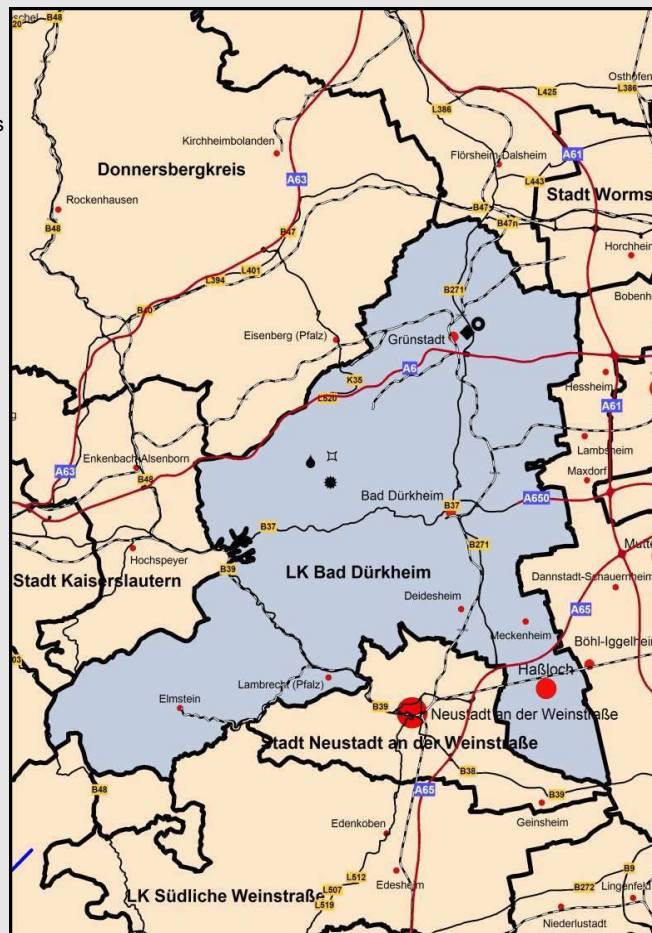 B48
B48
L425
Osthofen
L386
L386
A61
Kirchheimbolanden
Flörsheim-Dalsheim
Donnersbergkreis
A63
L443
Stadt Worms
Rockenhausen
B47
B48
B47
B47n
Horchheim
L401
L394
B271
Bobenh
B40
Eisenberg (Pfalz)
Grünstadt
A6
K35
L520
Hessheim
A61
Lambsheim
Enkenbach-Alsenborn
A63
B48
Maxdorf
Bad Dürkheim
A650
B37
B37
Mutte
B271
Hochspeyer
B39
LK Bad Dürkheim
Stadt Kaiserslautern
Dannstadt-Schauernheim
Deidesheim
A65
Meckenheim
Böhl-Iggelheim
Haßloch
Lambrecht (Pfalz)
Elmstein
B39
Neustadt an der Weinstraße
Stadt Neustadt an der Weinstraße
B38
B48
A65
B39
Geinsheim
Edenkoben
L512
Edesheim
B9
B272
L507
Lingenfeld
LK Südliche Weinstraße
L519
Niederlustadt